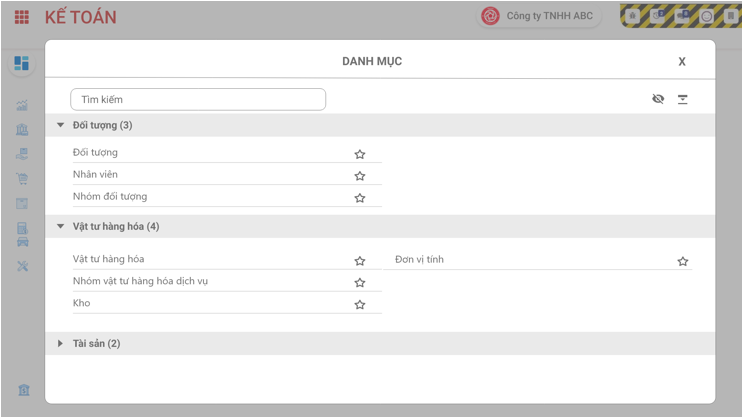 KẾ TOÁN
Công ty TNHH ABC
DANH MỤC
X
Tìm kiếm
Đối tượng (3)
Đối tượng
Nhân viên
Nhóm đối tượng
Vật tư hàng hóa (4)
Vật tư hàng hóa
Đơn vị tính
Nhóm vật tư hàng hóa dịch vụ
Kho
Tài sản (2)